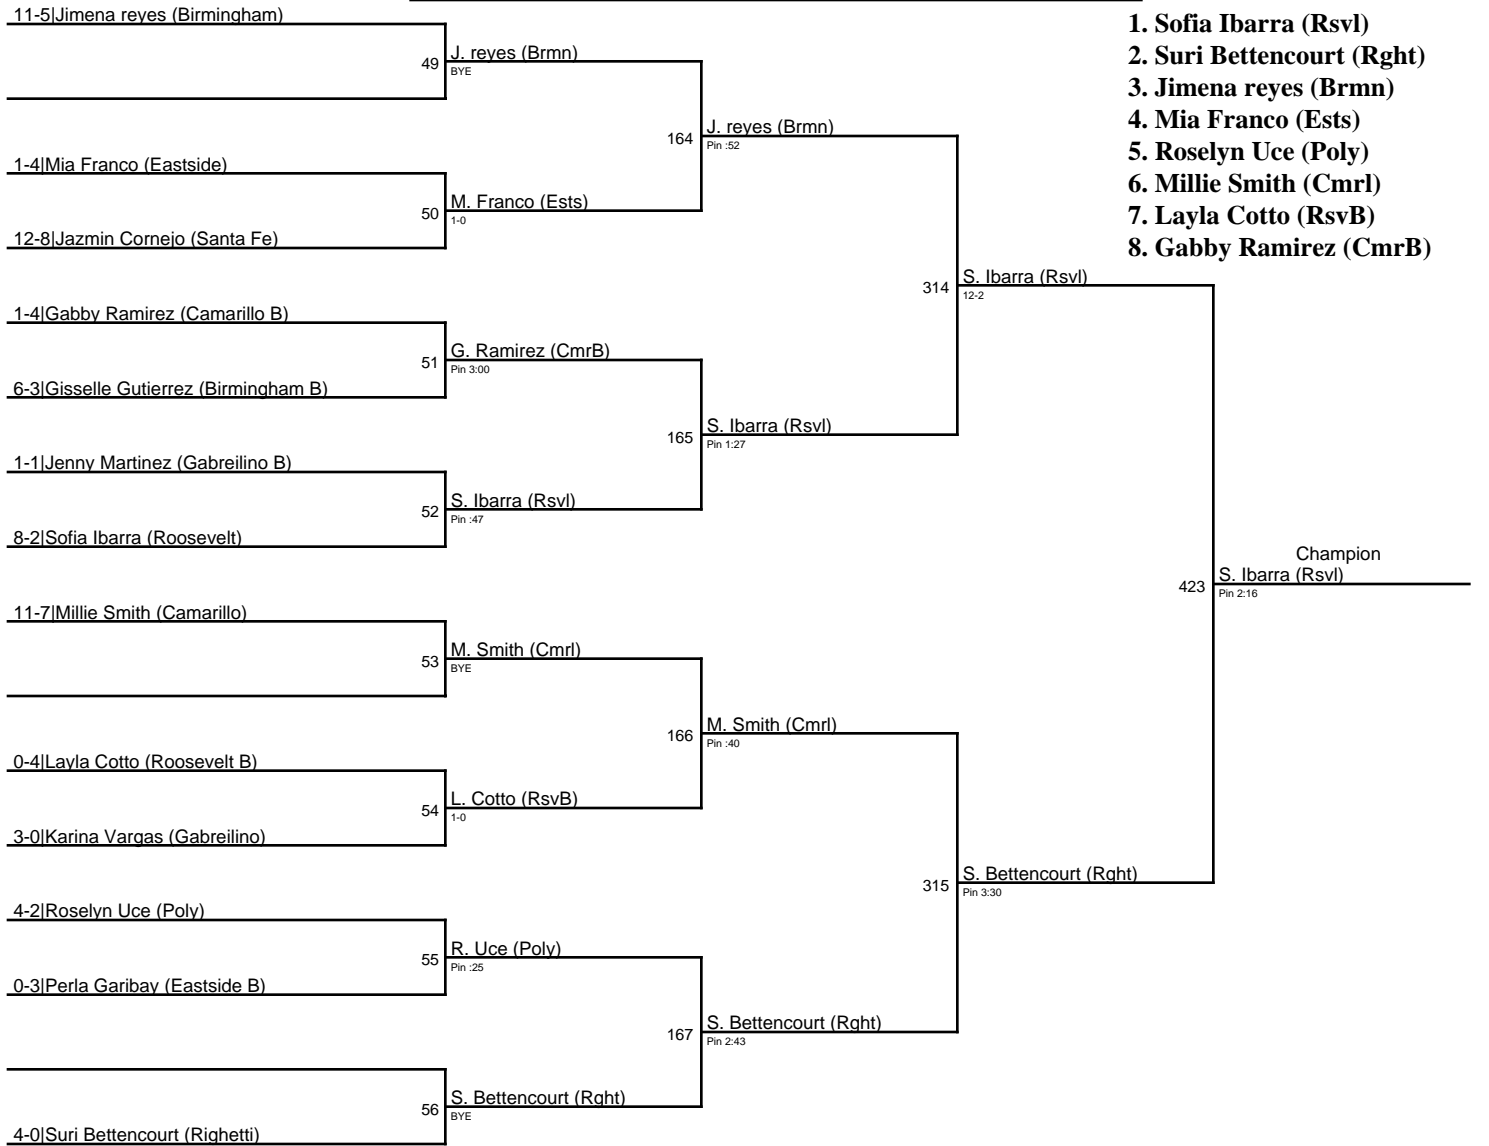 11-5|Jimena reyes (Birmingham)
49
J. reyes (Brmn)
BYE
1-4|Mia Franco (Eastside)
12-8|Jazmin Cornejo (Santa Fe)
50
M. Franco (Ests)
1-0
164
J. reyes (Brmn)
Pin :52
1-4|Gabby Ramirez (Camarillo B)
6-3|Gisselle Gutierrez (Birmingham B)
51
G. Ramirez (CmrB)
Pin 3:00
1-1|Jenny Martinez (Gabreilino B)
8-2|Sofia Ibarra (Roosevelt)
52
S. Ibarra (Rsvl)
Pin :47
165
S. Ibarra (Rsvl)
Pin 1:27
314
S. Ibarra (Rsvl)
12-2
11-7|Millie Smith (Camarillo)
53
M. Smith (Cmrl)
BYE
0-4|Layla Cotto (Roosevelt B)
3-0|Karina Vargas (Gabreilino)
54
L. Cotto (RsvB)
1-0
166
M. Smith (Cmrl)
Pin :40
4-2|Roselyn Uce (Poly)
0-3|Perla Garibay (Eastside B)
55
R. Uce (Poly)
Pin :25
4-0|Suri Bettencourt (Righetti)
56
S. Bettencourt (Rght)
BYE
167
S. Bettencourt (Rght)
Pin 2:43
315
S. Bettencourt (Rght)
Pin 3:30
423
Champion
S. Ibarra (Rsvl)
Pin 2:16
1. Sofia Ibarra (Rsvl)
2. Suri Bettencourt (Rght)
3. Jimena reyes (Brmn)
4. Mia Franco (Ests)
5. Roselyn Uce (Poly)
6. Millie Smith (Cmrl)
7. Layla Cotto (RsvB)
8. Gabby Ramirez (CmrB)